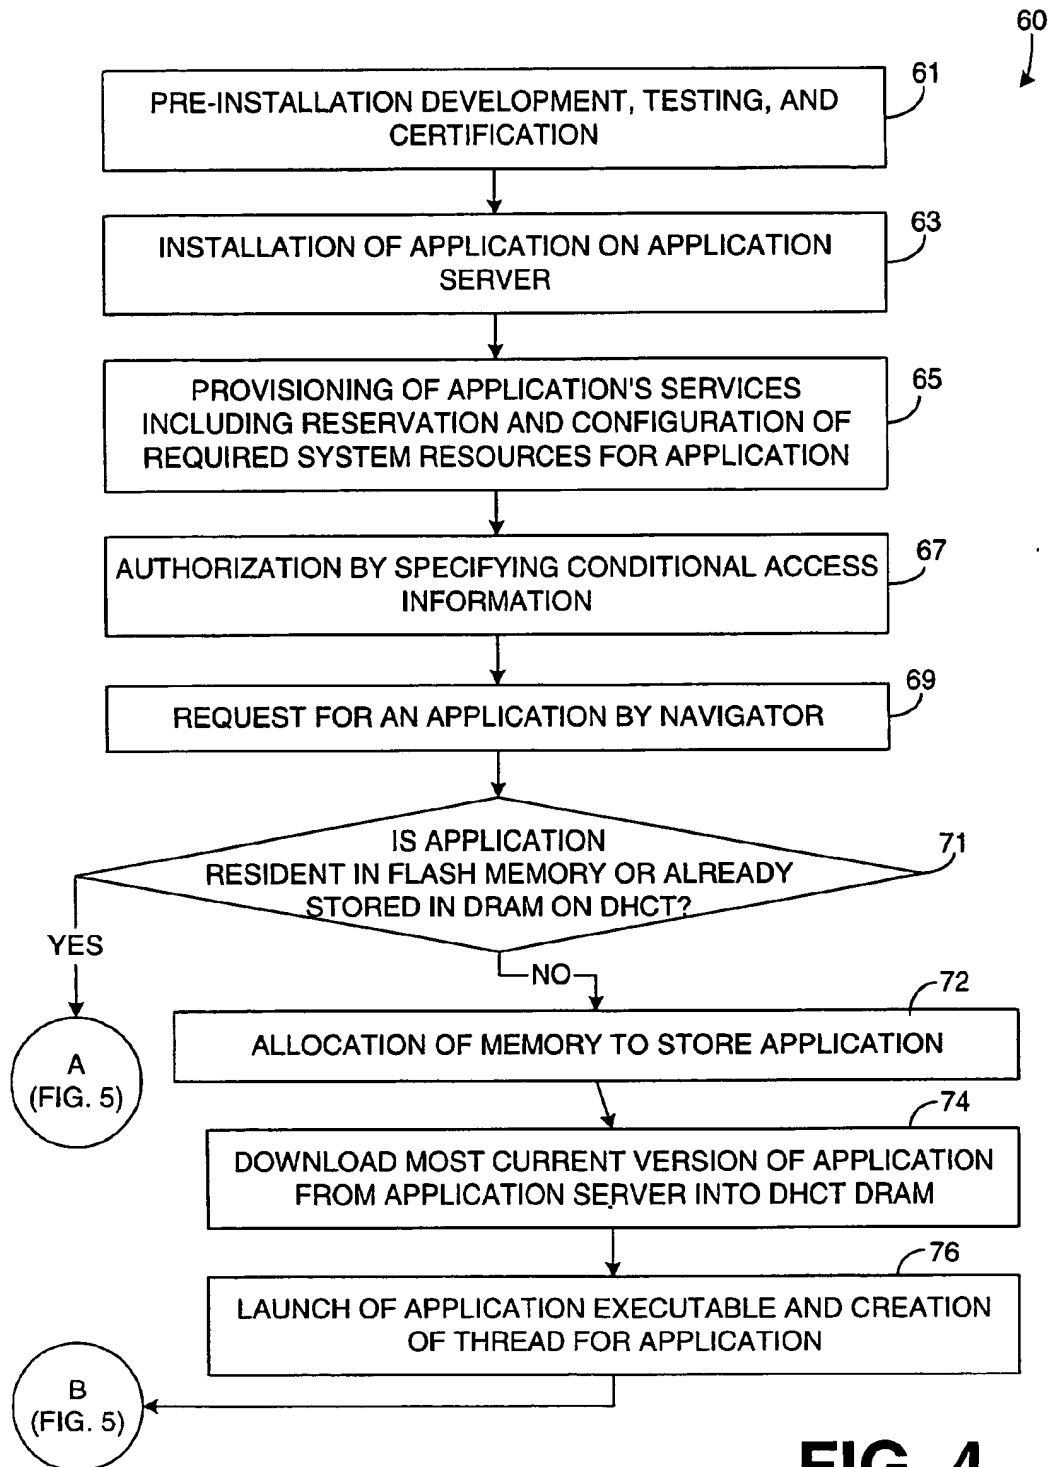 60
61
PRE-INSTALLATION DEVELOPMENT, TESTING, AND
CERTIFICATION
63
INSTALLATION OF APPLICATION ON APPLICATION
SERVER
65
PROVISIONING OF APPLICATION'S SERVICES
INCLUDING RESERVATION AND CONFIGURATION OF
REQUIRED SYSTEM RESOURCES FOR APPLICATION
67
AUTHORIZATION BY SPECIFYING CONDITIONAL ACCESS
INFORMATION
69
REQUEST FOR AN APPLICATION BY NAVIGATOR
71
IS APPLICATION
RESIDENT IN FLASH MEMORY OR ALREADY
STORED IN DRAM ON DHCT?
YES
NO
72
ALLOCATION OF MEMORY TO STORE APPLICATION
A
(FIG. 5)
74
DOWNLOAD MOST CURRENT VERSION OF APPLICATION
FROM APPLICATION SERVER INTO DHCT DRAM
76
LAUNCH OF APPLICATION EXECUTABLE AND CREATION
OF THREAD FOR APPLICATION
B
(FIG. 5)
FIG. 4